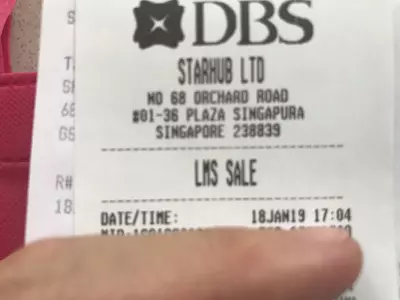 DBS
STARHUB LTD
NO 68 ORCHARD ROAD
#01-36 PLAZA SINGAPURA
SINGAPORE 238839
LMS SALE
DATE/TIME: 18JAN19 17:04
R#
18